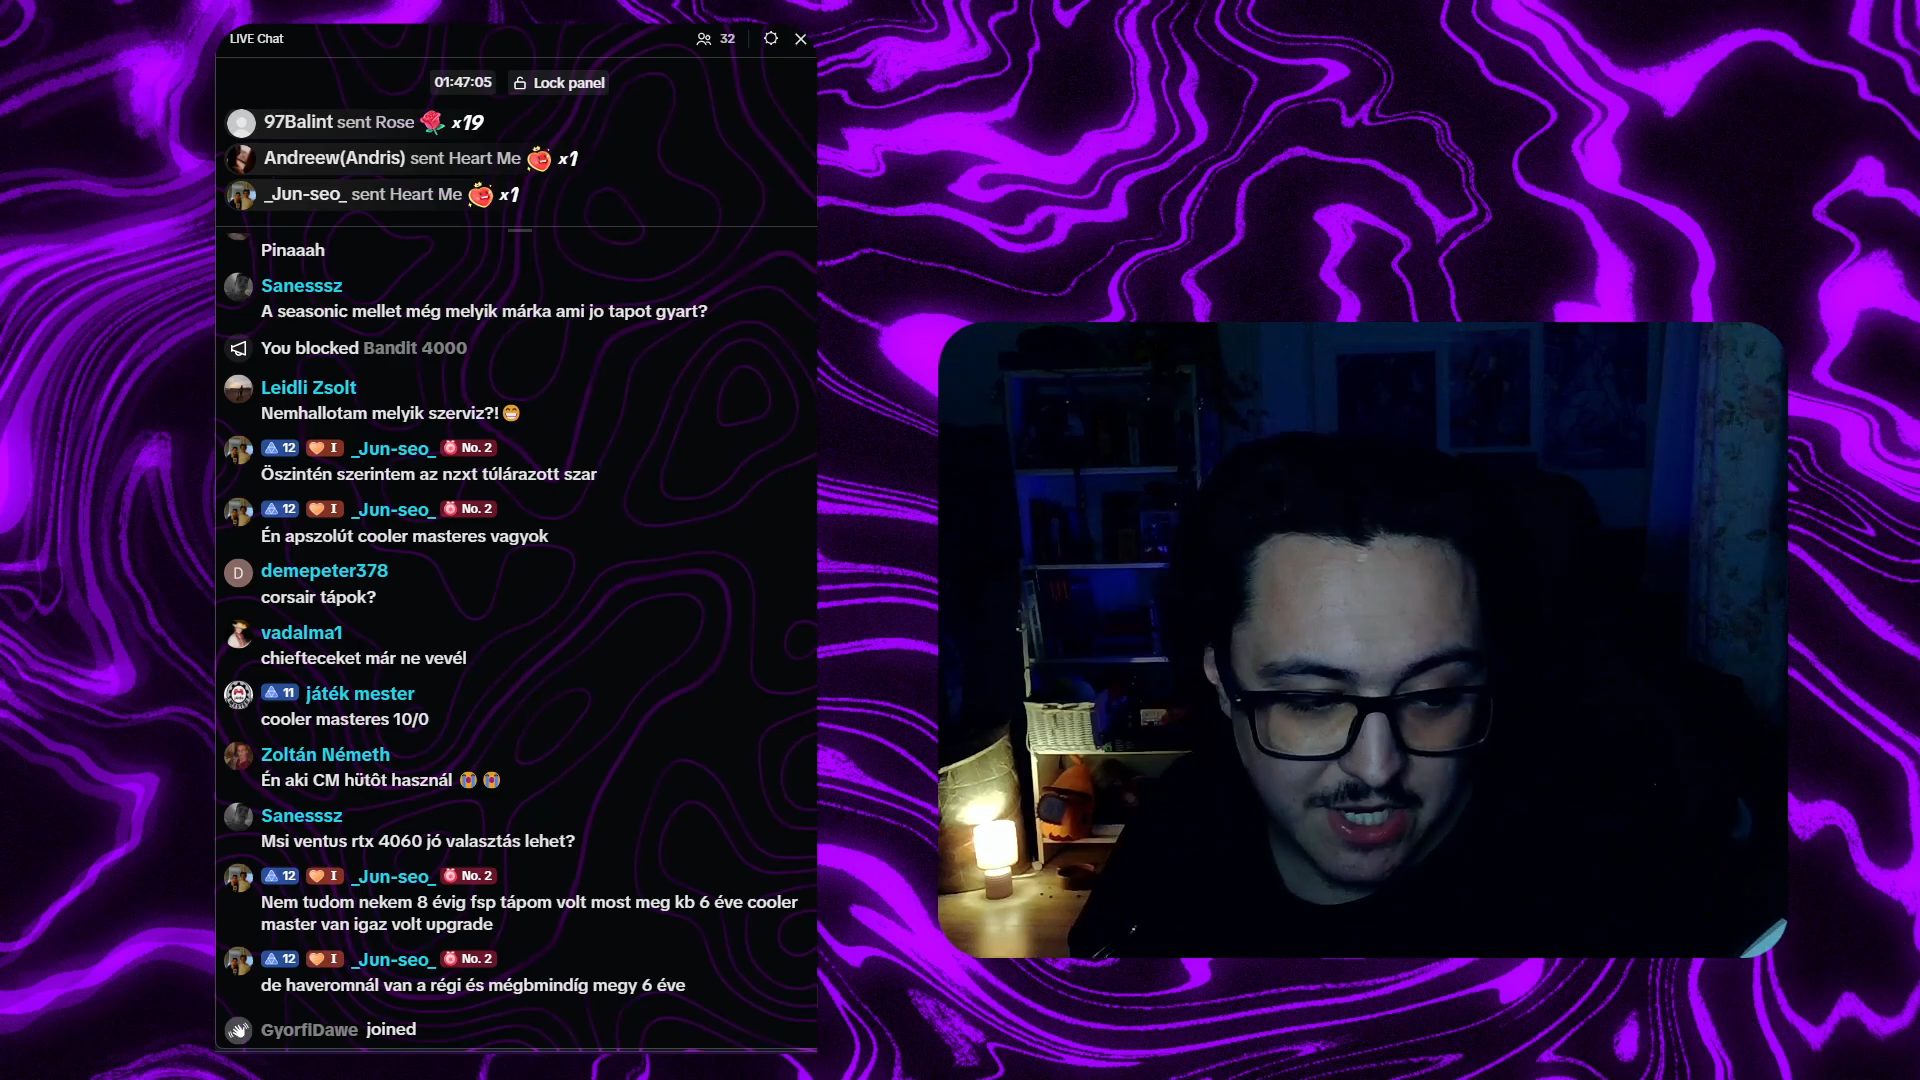 LIVE Chat 32
01:47:05 Lock panel
97Balint sent Rose x19
Andreew(Andris) sent Heart Me x1
_Jun-seo_ sent Heart Me x1
Pinaaah
Sanesssz
A seasonic mellet még melyik márka ami jo tapot gyart?
You blocked Bandit 4000
Leidli Zsolt
Nemhallotam melyik szerviz?!😁
12 I _Jun-seo_ No. 2
Öszintén szerintem az nzxt túlárazott szar
12 I _Jun-seo_ No. 2
Én apszolút cooler masteres vagyok
D demepeter378
corsair tápok?
vadalma1
chiefteceket már ne vevél
11 játék mester
cooler masteres 10/0
Zoltán Németh
Én aki CM hütôt használ 😭 😭
Sanesssz
Msi ventus rtx 4060 jó valasztás lehet?
12 I _Jun-seo_ No. 2
Nem tudom nekem 8 évig fsp tápom volt most meg kb 6 éve cooler
master van igaz volt upgrade
12 I _Jun-seo_ No. 2
de haveromnál van a régi és mégbmindíg megy 6 éve
GyorfiDawe joined